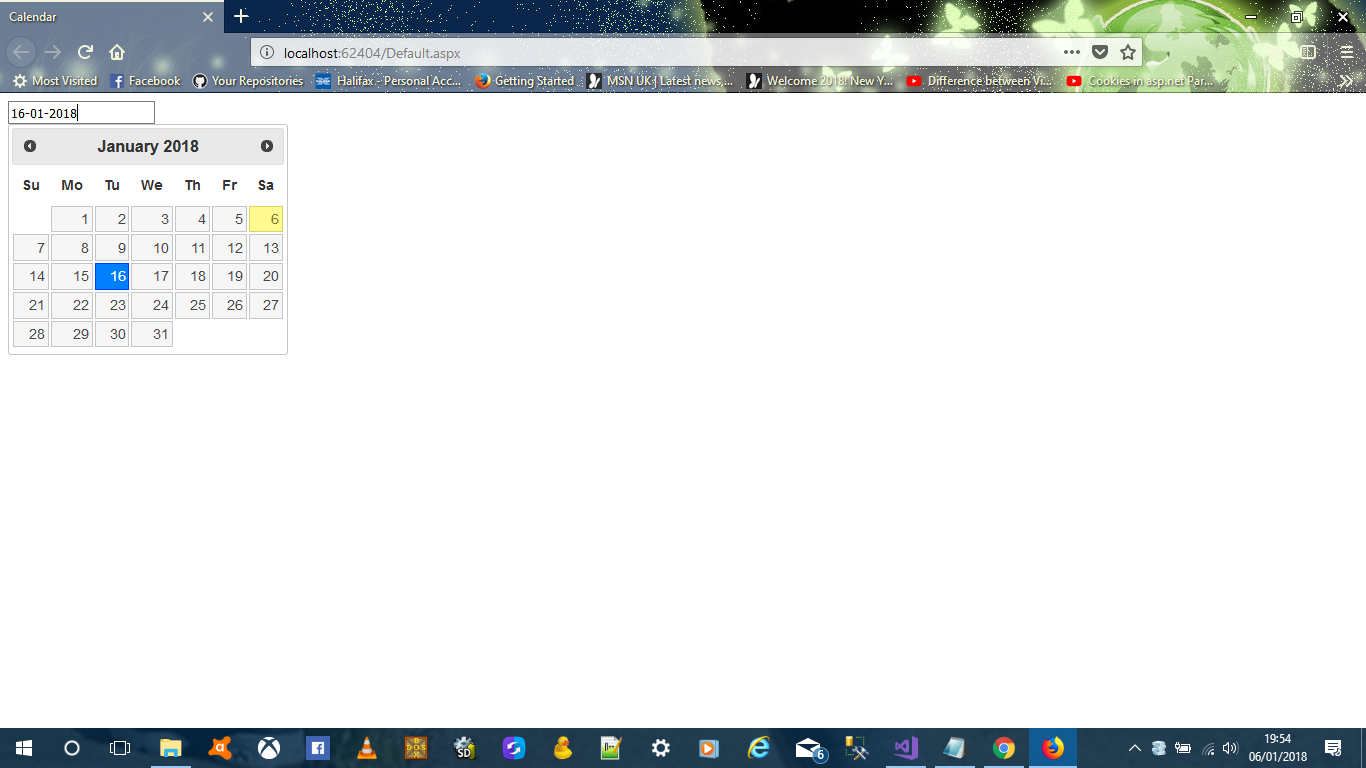 Calendar
localhost:62404/Default.aspx
Most Visited Facebook Your Repositories Halifax - Personal Acc... Getting Started MSN UK | Latest news,... Welcome 2018! New Y... Difference between Vi... Cookies in asp.net Par...
16-01-2018
January 2018
Su Mo Tu We Th Fr Sa
1 2 3 4 5 6
7 8 9 10 11 12 13
14 15 16 17 18 19 20
21 22 23 24 25 26 27
28 29 30 31
19:54
06/01/2018
6